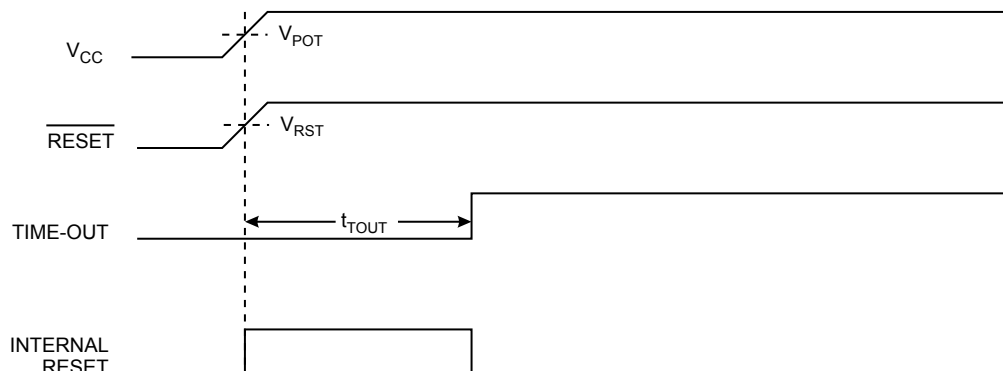 V_CC
V_POT
RESET
V_RST
TIME-OUT
t_TOUT
INTERNAL
RESET